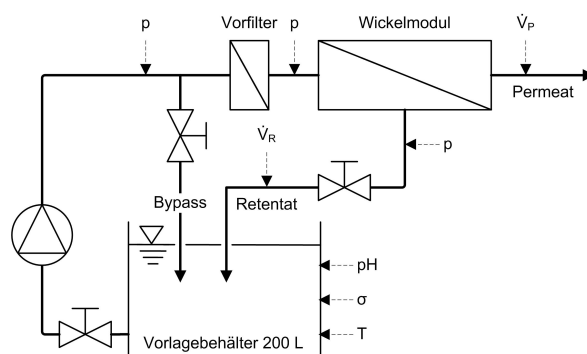 p
Vorfilter
p
Wickelmodul
V̇P
Permeat
V̇R
p
Bypass
Retentat
pH
σ
T
Vorlagebehälter 200 L